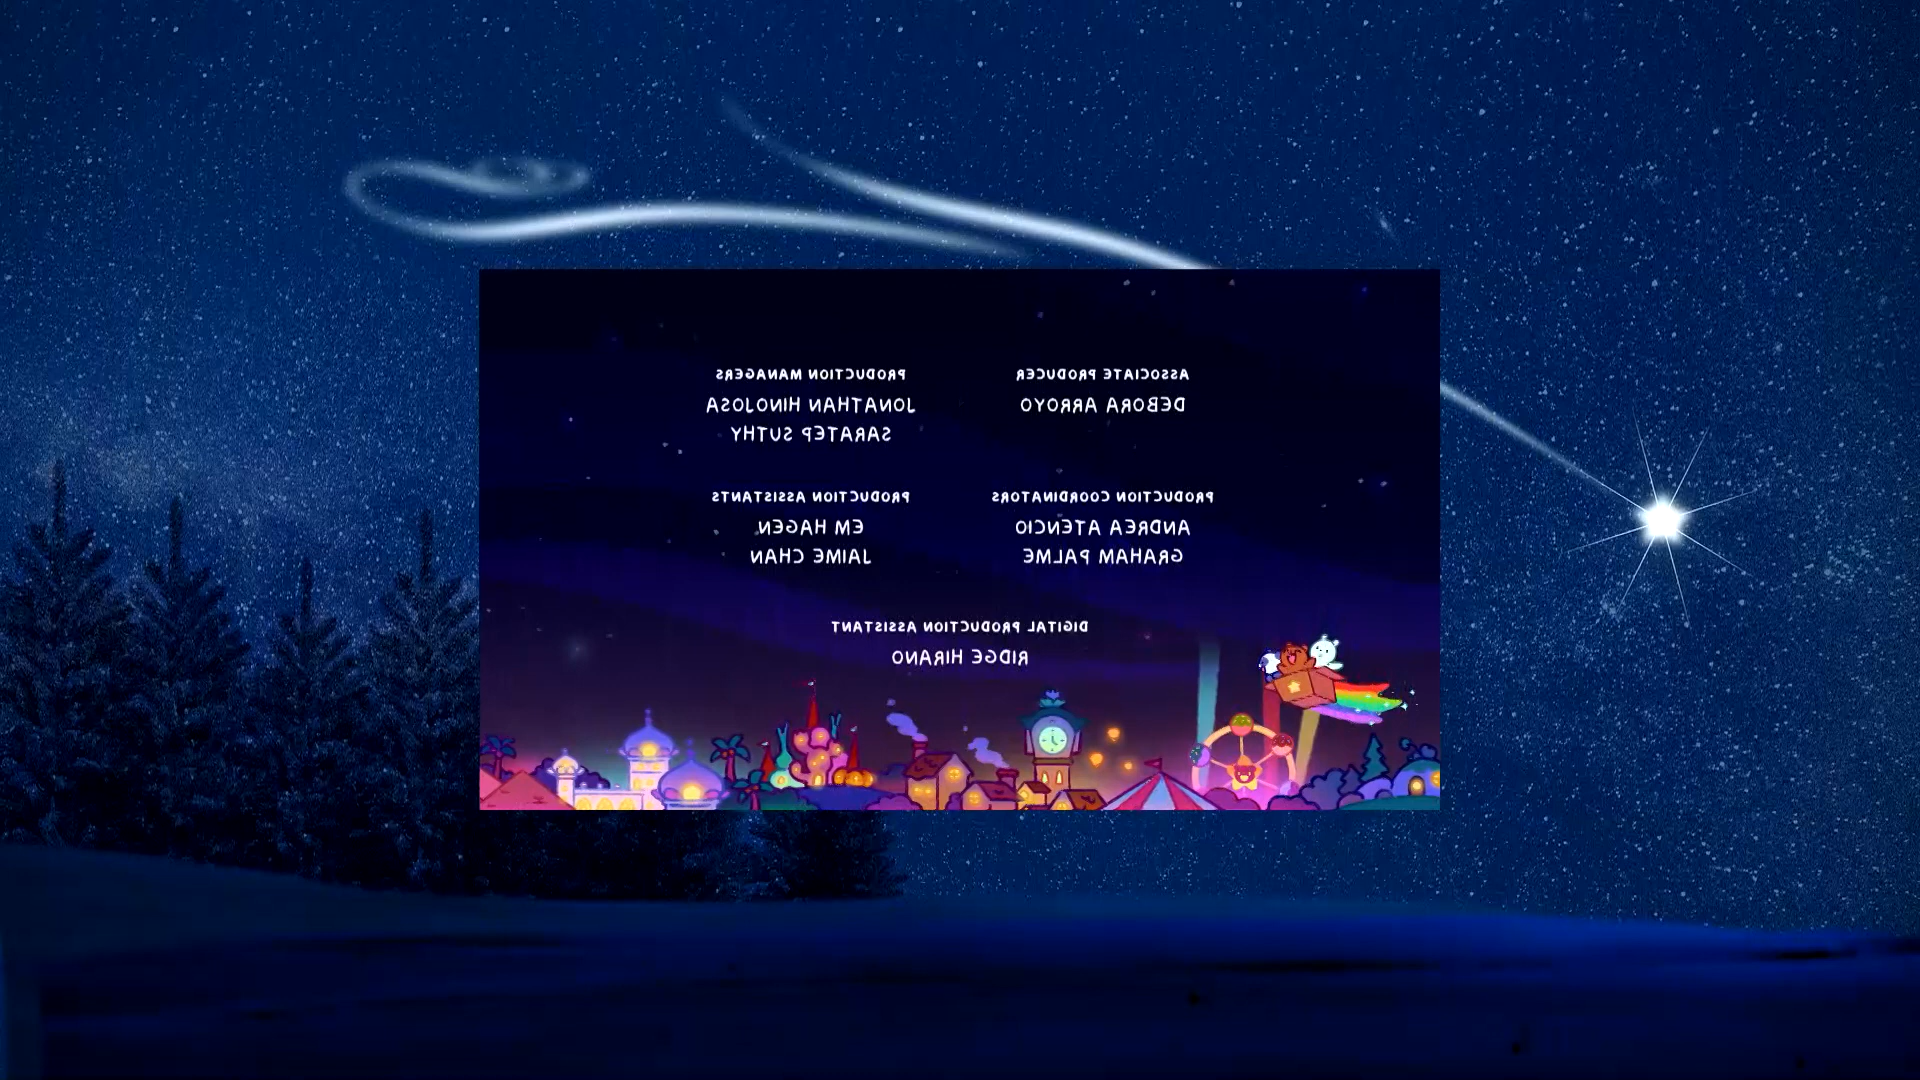 PRODUCTION MANAGERS
JONATHAN HINOJOSA
SARATEP SUTHY
ASSOCIATE PRODUCER
DEBORA ARROYO
PRODUCTION ASSISTANTS
EM HAGEN
JAIME CHAN
PRODUCTION COORDINATORS
ANDREA ATENCIO
GRAHAM PALME
DIGITAL PRODUCTION ASSISTANT
RIDGE HIRANO